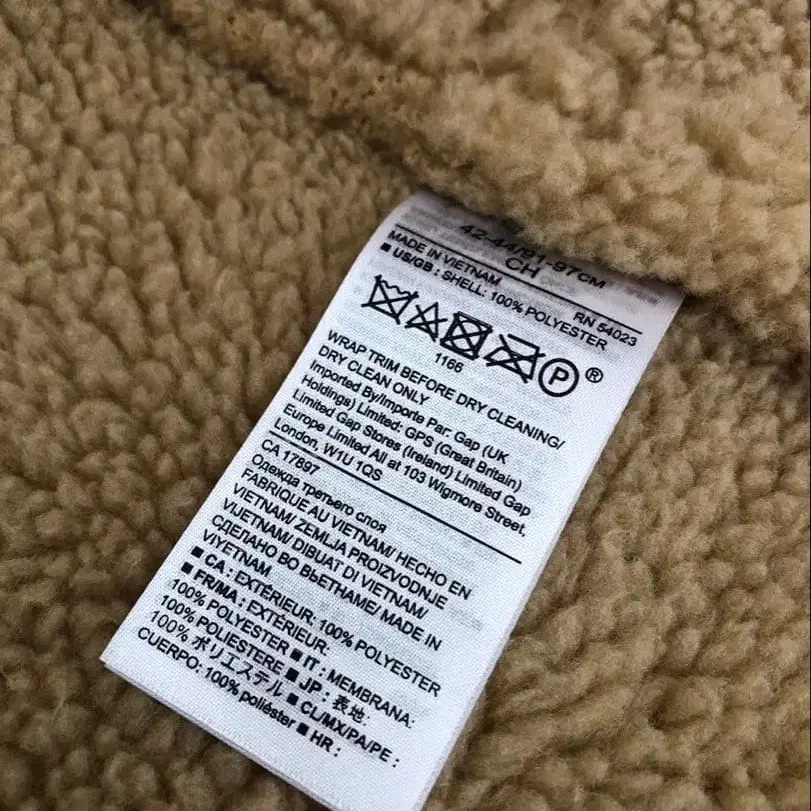 42-44/91-97CM
CH
MADE IN VIETNAM RN 54023
■ US/GB : SHELL: 100% POLYESTER
1166
P ®
WRAP TRIM BEFORE DRY CLEANING/
DRY CLEAN ONLY
Imported By/Importe Par: Gap (UK
Holdings) Limited: GPS (Great Britain)
Limited Gap Stores (Ireland) Limited Gap
Europe Limited All at 103 Wigmore Street,
London, W1U 1QS
CA 17897
Одежда третьего слоя
FABRIQUE AU VIETNAM/ HECHO EN
VIETNAM/ ZEMLJA PROIZVODNJE
VIJETNAM/ DIBUAT DI VIETNAM/
СДЕЛАНО ВО ВЬЕТНАМЕ/ MADE IN
VIYETNAM
■ CA : EXTÉRIEUR: 100% POLYESTER
■ FR/MA : EXTÉRIEUR:
100% POLYESTER ■ IT : MEMBRANA:
100% POLIESTERE ■ JP : 表地:
100% ポリエステル ■ CL/MX/PA/PE :
CUERPO: 100% poliéster ■ HR :